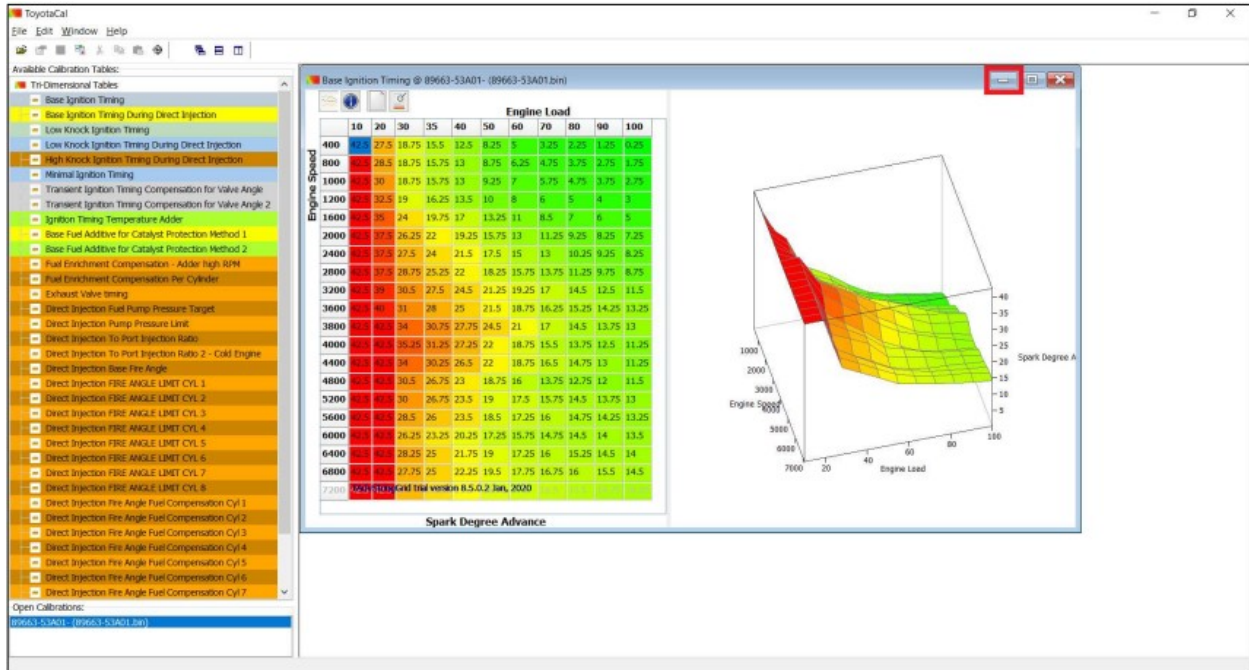 ToyotaCal
File Edit Window Help
Available Calibration Tables:
Tri-Dimensional Tables
Base Ignition Timing
Base Ignition Timing During Direct Injection
Low Knock Ignition Timing
Low Knock Ignition Timing During Direct Injection
High Knock Ignition Timing During Direct Injection
Minimal Ignition Timing
Transient Ignition Timing Compensation for Valve Angle
Transient Ignition Timing Compensation for Valve Angle 2
Ignition Timing Temperature Adder
Base Fuel Additive for Catalyst Protection Method 1
Base Fuel Additive for Catalyst Protection Method 2
Fuel Enrichment Compensation - Adder high RPM
Fuel Enrichment Compensation Per Cylinder
Exhaust Valve timing
Direct Injection Fuel Pump Pressure Target
Direct Injection Pump Pressure Limit
Direct Injection To Port Injection Ratio
Direct Injection To Port Injection Ratio 2 - Cold Engine
Direct Injection Base Fire Angle
Direct Injection FIRE ANGLE LIMIT CYL 1
Direct Injection FIRE ANGLE LIMIT CYL 2
Direct Injection FIRE ANGLE LIMIT CYL 3
Direct Injection FIRE ANGLE LIMIT CYL 4
Direct Injection FIRE ANGLE LIMIT CYL 5
Direct Injection FIRE ANGLE LIMIT CYL 6
Direct Injection FIRE ANGLE LIMIT CYL 7
Direct Injection FIRE ANGLE LIMIT CYL 8
Direct Injection Fire Angle Fuel Compensation Cyl 1
Direct Injection Fire Angle Fuel Compensation Cyl 2
Direct Injection Fire Angle Fuel Compensation Cyl 3
Direct Injection Fire Angle Fuel Compensation Cyl 4
Direct Injection Fire Angle Fuel Compensation Cyl 5
Direct Injection Fire Angle Fuel Compensation Cyl 6
Direct Injection Fire Angle Fuel Compensation Cyl 7
Open Calibrations:
89663-53A01- (89663-53A01.bin)
Base Ignition Timing @ 89663-53A01- (89663-53A01.bin)
Engine Load
Engine Speed
10 20 30 35 40 50 60 70 80 90 100
400 42.5 27.5 18.75 15.5 12.5 8.25 5 3.25 2.25 1.25 0.25
800 42.5 28.5 18.75 15.75 13 8.75 6.25 4.75 3.75 2.75 1.75
1000 42.5 30 18.75 15.75 13 9.25 7 5.75 4.75 3.75 2.75
1200 42.5 32.5 19 16.25 13.5 10 8 6 5 4 3
1600 42.5 35 24 19.75 17 13.25 11 8.5 7 6 5
2000 42.5 37.5 26.25 22 19.25 15.75 13 11.25 9.25 8.25 7.25
2400 42.5 37.5 27.5 24 21.5 17.5 15 13 10.25 9.25 8.25
2800 42.5 37.5 28.75 25.25 22 18.25 15.75 13.75 11.25 9.75 8.75
3200 42.5 39 30.5 27.5 24.5 21.25 19.25 17 14.5 12.5 11.5
3600 42.5 40 31 28 25 21.5 18.75 16.25 15.25 14.25 13.25
3800 42.5 42.5 34 30.75 27.75 24.5 21 17 14.5 13.75 13
4000 42.5 42.5 35.25 31.25 27.25 22 18.75 15.5 13.75 12.5 11.25
4400 42.5 42.5 34 30.25 26.5 22 18.75 16.5 14.75 13 11.25
4800 42.5 42.5 30.5 26.75 23 18.75 16 13.75 12.75 12 11.5
5200 42.5 42.5 30 26.75 23.5 19 17.5 15.75 14.5 13.75 13
5600 42.5 42.5 28.5 26 23.5 18.5 17.25 16 14.75 14.25 13.25
6000 42.5 42.5 26.25 23.25 20.25 17.25 15.75 14.75 14.5 14 13.5
6400 42.5 42.5 28.25 25 21.75 19 17.25 16 15.25 14.5 14
6800 42.5 42.5 27.75 25 22.25 19.5 17.75 16.75 16 15.5 14.5
7200 Grid trial version 8.5.0.2 Jan, 2020
Spark Degree Advance
40
35
30
25
20
15
10
5
Spark Degree A
1000
2000
3000
4000
5000
6000
7000
Engine Speed
20
40
60
80
100
Engine Load